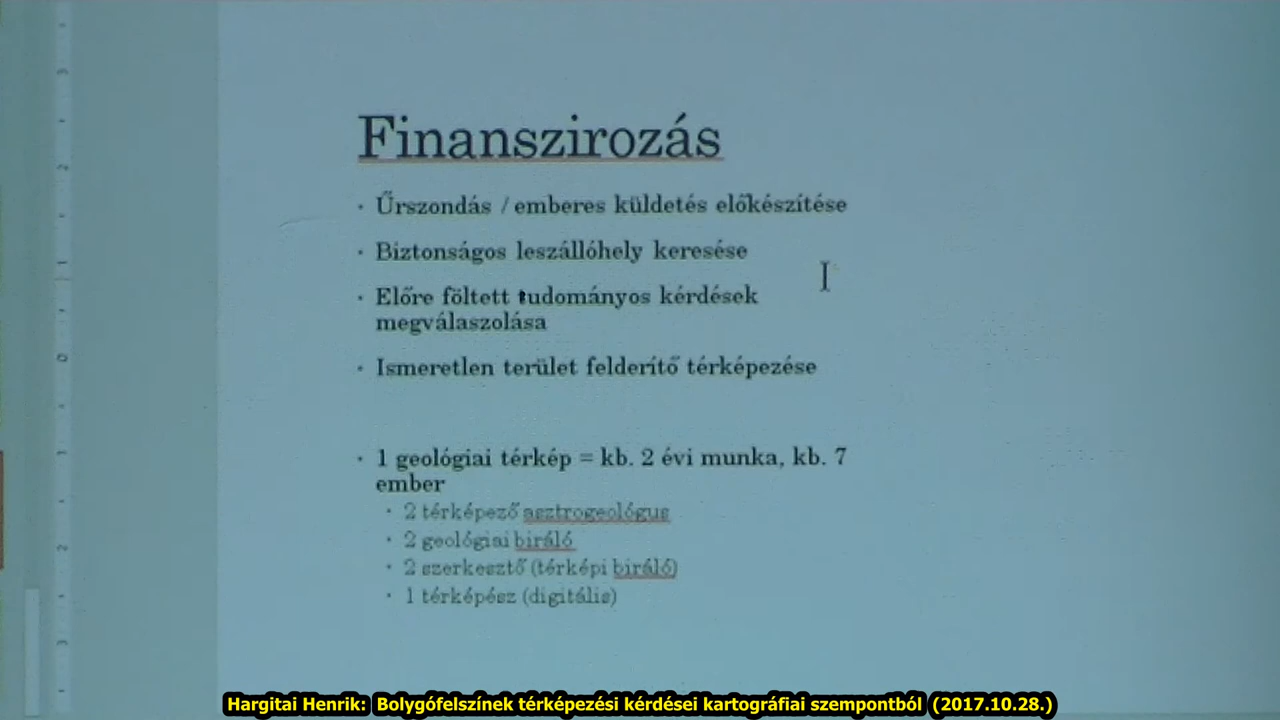 Finanszirozás
• Űrszondás / emberes küldetés előkészítése
• Biztonságos leszállóhely keresése
• Előre föltett tudományos kérdések
megválaszolása
• Ismeretlen terület felderítő térképezése
• 1 geológiai térkép = kb. 2 évi munka, kb. 7
ember
• 2 térképező asztrogeológus
• 2 geológiai biráló
• 2 szerkesztő (térképi biráló)
• 1 térképész (digitális)
Hargitai Henrik: Bolygófelszínek térképezési kérdései kartográfiai szempontból (2017.10.28.)